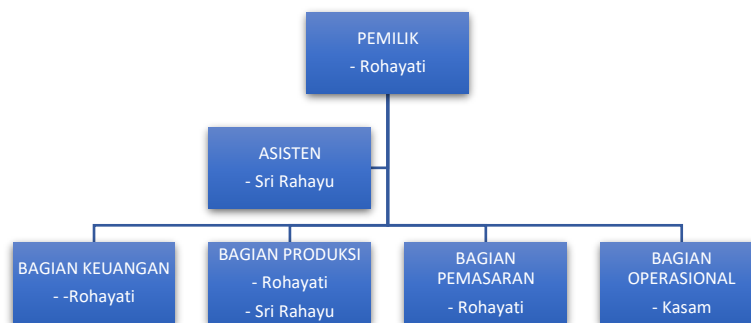 PEMILIK
- Rohayati
ASISTEN
- Sri Rahayu
BAGIAN KEUANGAN
- -Rohayati
BAGIAN PRODUKSI
- Rohayati
- Sri Rahayu
BAGIAN
PEMASARAN
- Rohayati
BAGIAN
OPERASIONAL
- Kasam